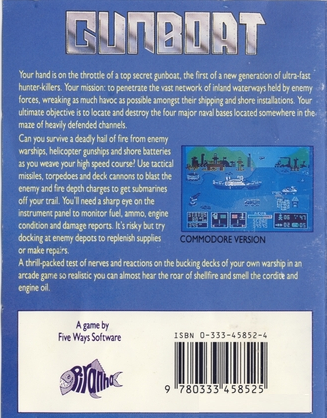 GUNBOAT
Your hand is on the throttle of a top secret gunboat, the first of a new generation of ultra-fast
hunter-killers. Your mission: to penetrate the vast network of inland waterways held by enemy
forces, wreaking as much havoc as possible amongst their shipping and shore installations. Your
ultimate objective is to locate and destroy the four major naval bases located somewhere in the
maze of heavily defended channels.
Can you survive a deadly hail of fire from enemy
warships, helicopter gunships and shore batteries
as you weave your high speed course? Use tactical
missiles, torpedoes and deck cannons to blast the
enemy and fire depth charges to get submarines
off your trail. You'll need a sharp eye on the
instrument panel to monitor fuel, ammo, engine
condition and damage reports. It's risky but try
docking at enemy depots to replenish supplies
or make repairs.
COMMODORE VERSION
A thrill-packed test of nerves and reactions on the bucking decks of your own warship in an
arcade game so realistic you can almost hear the roar of shellfire and smell the cordite and
engine oil.
A game by
Five Ways Software
Piranha
ISBN 0-333-45852-4
9 780333 458525